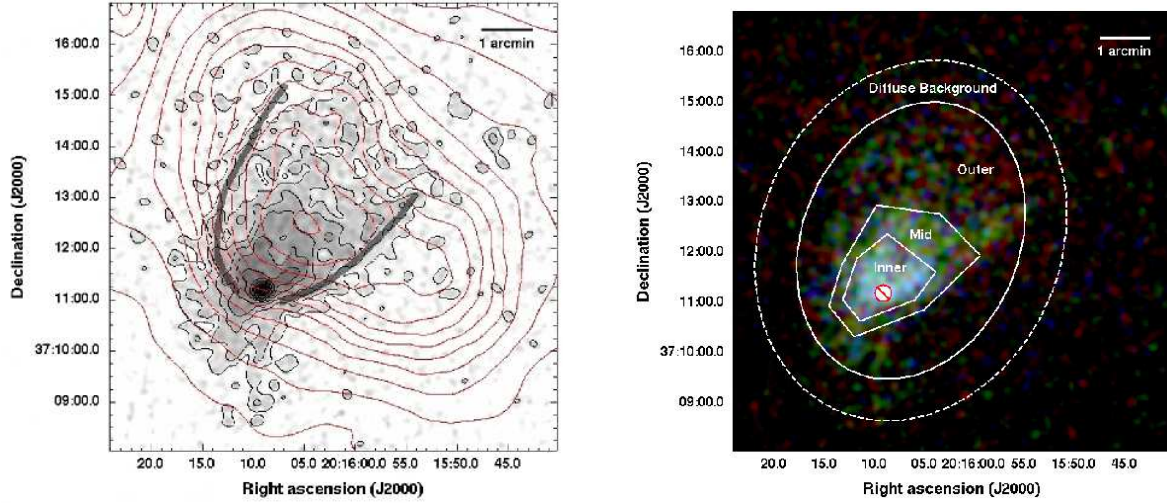 1 arcmin
16:00.0
15:00.0
14:00.0
13:00.0
12:00.0
11:00.0
37:10:00.0
09:00.0
Declination (J2000)
20.0 15.0 10.0 05.0 20:16:00.0 55.0 15:50.0 45.0
Right ascension (J2000)
1 arcmin
16:00.0
15:00.0
14:00.0
13:00.0
12:00.0
11:00.0
37:10:00.0
09:00.0
Declination (J2000)
Diffuse Background
Outer
Mid
Inner
20.0 15.0 10.0 05.0 20:16:00.0 55.0 15:50.0 45.0
Right ascension (J2000)